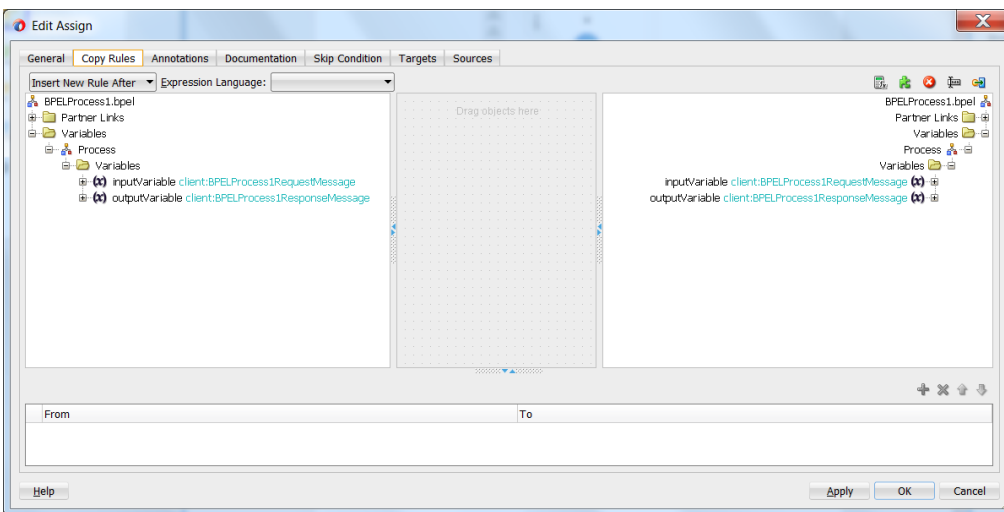 Edit Assign
General Copy Rules Annotations Documentation Skip Condition Targets Sources
Insert New Rule After Expression Language:
BPELProcess1.bpel
Partner Links
Variables
Process
Variables
inputVariable client:BPELProcess1RequestMessage
outputVariable client:BPELProcess1ResponseMessage
Drag objects here
BPELProcess1.bpel
Partner Links
Variables
Process
Variables
inputVariable client:BPELProcess1RequestMessage
outputVariable client:BPELProcess1ResponseMessage
From To
Help Apply OK Cancel